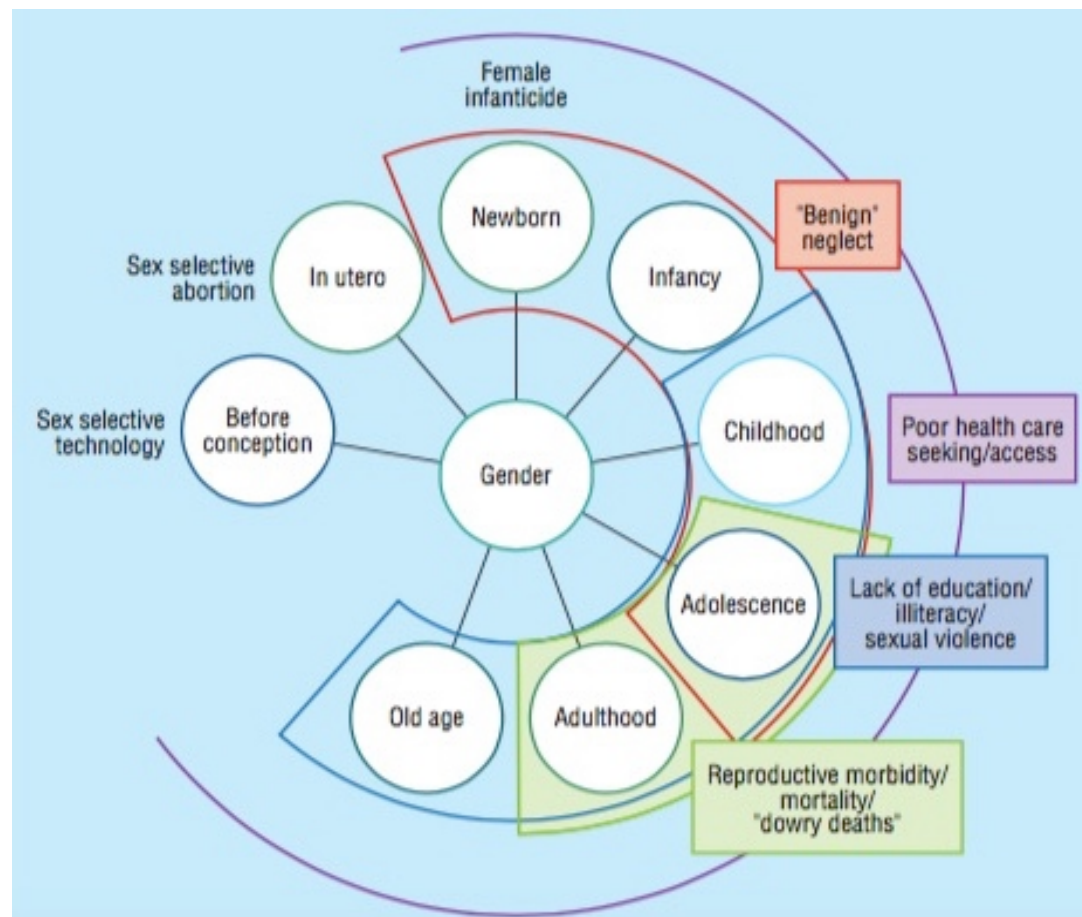 Female
infanticide
Newborn
"Benign"
neglect
In utero
Infancy
Sex selective
abortion
Before
conception
Sex selective
technology
Childhood
Poor health care
seeking/access
Gender
Adolescence
Lack of education/
illiteracy/
sexual violence
Old age
Adulthood
Reproductive morbidity/
mortality/
"dowry deaths"